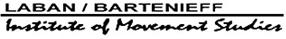 LABAN / BARTENIEFF
Institute of Movement Studies